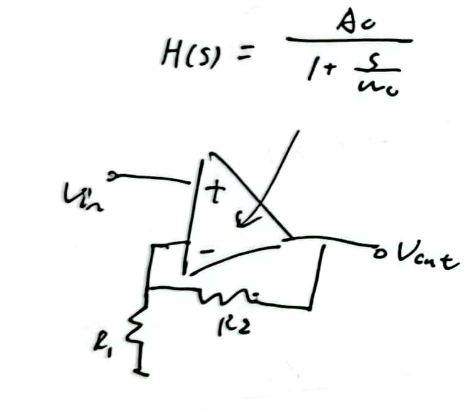 H(s) = A₀ / (1 + s/ω₀)
Vin
+
-
Vout
R2
R1